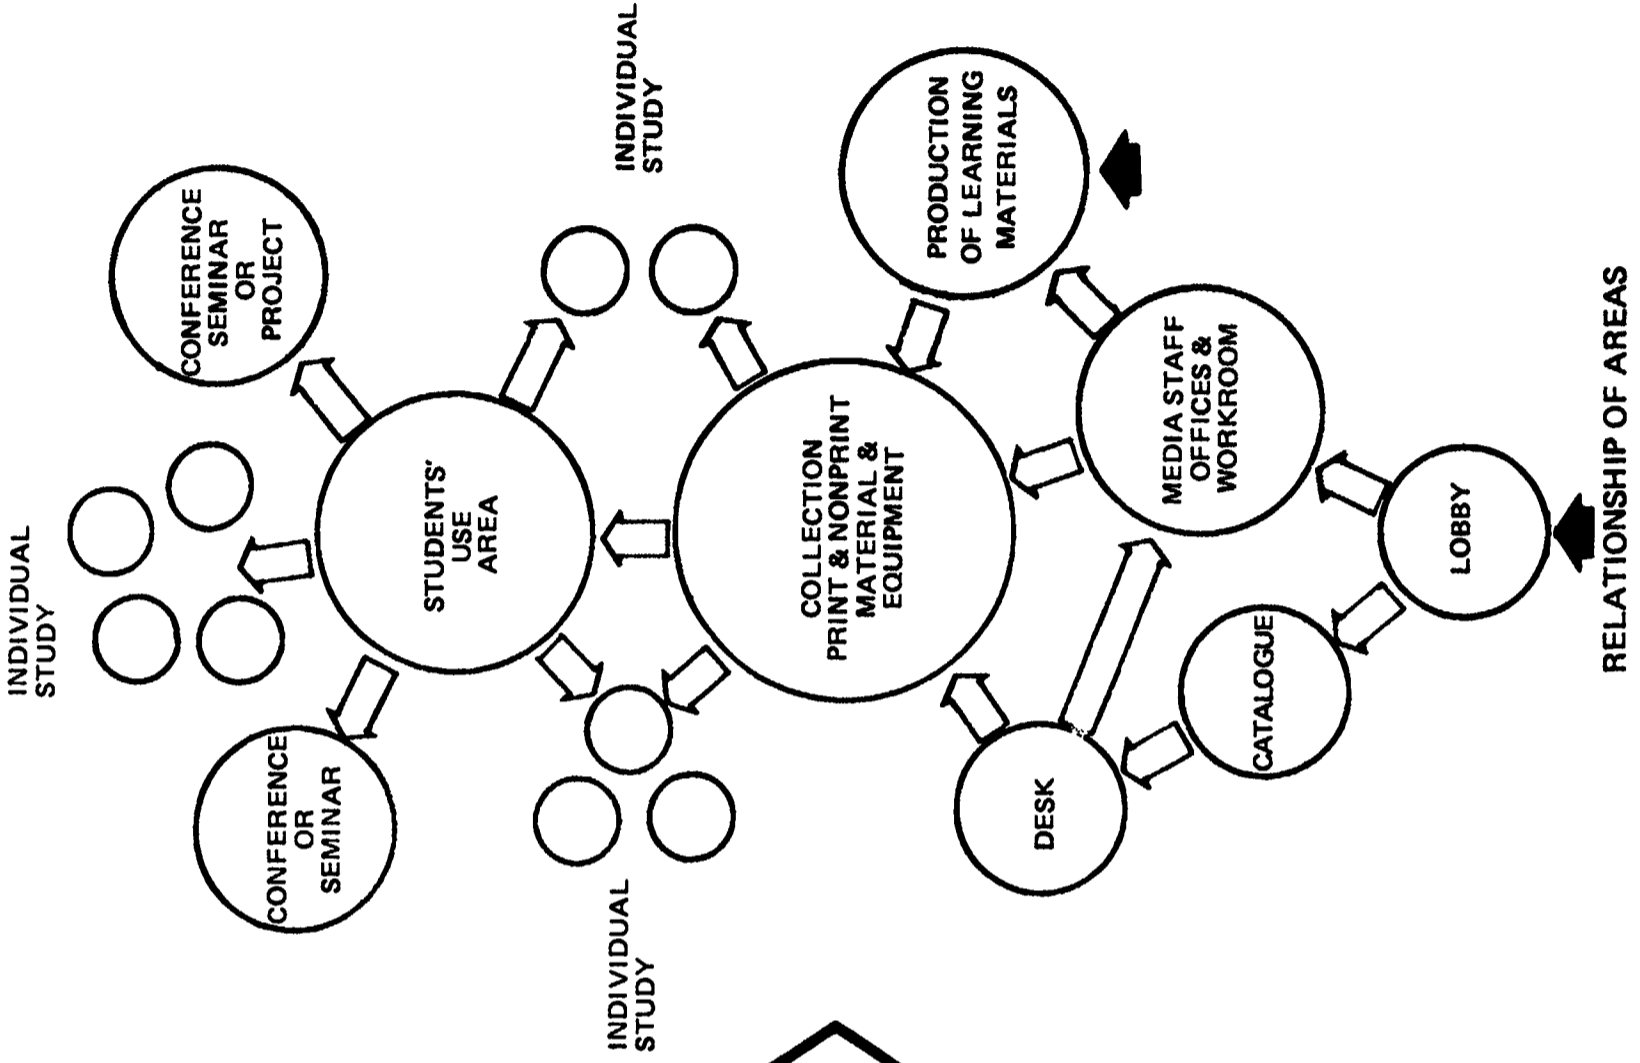 INDIVIDUAL
STUDY
CONFERENCE
OR
SEMINAR
CONFERENCE
SEMINAR
OR
PROJECT
STUDENTS'
USE
AREA
INDIVIDUAL
STUDY
INDIVIDUAL
STUDY
COLLECTION
PRINT & NONPRINT
MATERIAL &
EQUIPMENT
PRODUCTION
OF LEARNING
MATERIALS
DESK
MEDIA STAFF
OFFICES &
WORKROOM
CATALOGUE
LOBBY
RELATIONSHIP OF AREAS